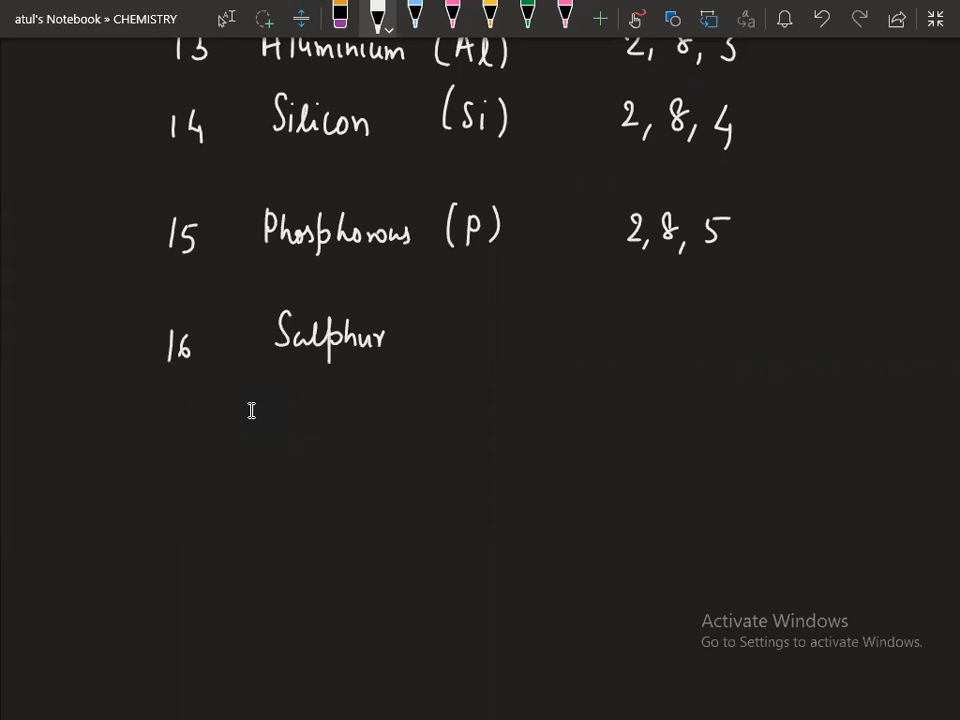 atul's Notebook » CHEMISTRY
13 Aluminium (Al) 2, 8, 3
14 Silicon (Si) 2, 8, 4
15 Phosphorous (P) 2, 8, 5
16 Sulphur
Activate Windows
Go to Settings to activate Windows.